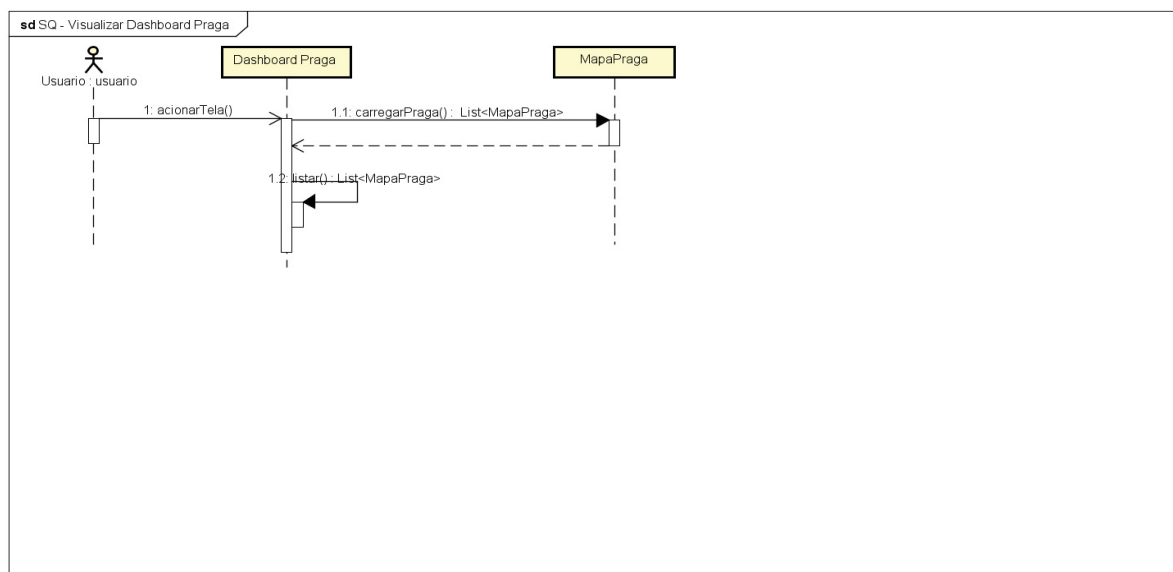 sd SQ - Visualizar Dashboard Praga
Usuario : usuario
Dashboard Praga
MapaPraga
1: acionarTela()
1.1: carregarPraga() : List<MapaPraga>
1.2: listar() : List<MapaPraga>